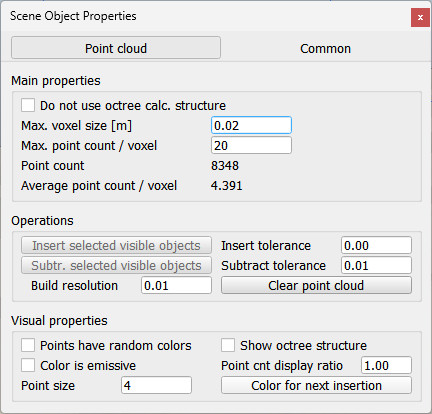 Scene Object Properties
x
Point cloud Common
Main properties
Do not use octree calc. structure
Max. voxel size [m] 0.02
Max. point count / voxel 20
Point count 8348
Average point count / voxel 4.391
Operations
Insert selected visible objects Insert tolerance 0.00
Subtr. selected visible objects Subtract tolerance 0.01
Build resolution 0.01 Clear point cloud
Visual properties
Points have random colors Show octree structure
Color is emissive Point cnt display ratio 1.00
Point size 4 Color for next insertion